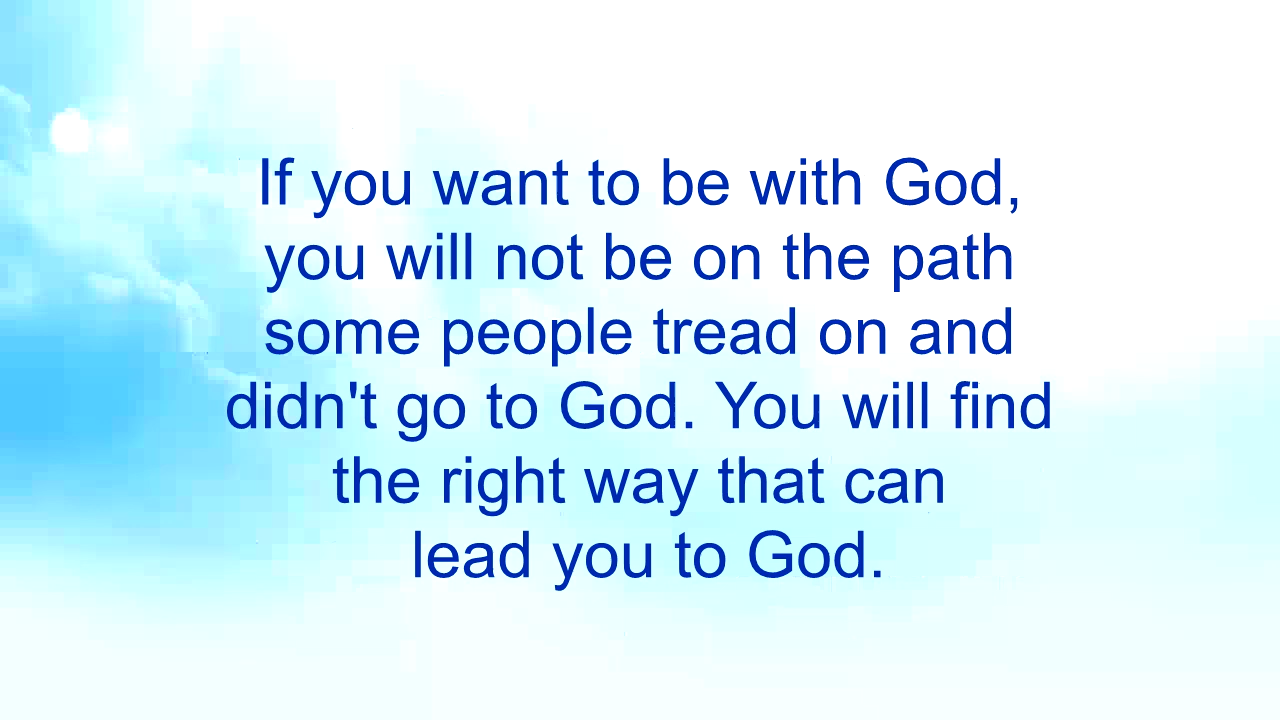 If you want to be with God,
you will not be on the path
some people tread on and
didn't go to God. You will find
the right way that can
lead you to God.